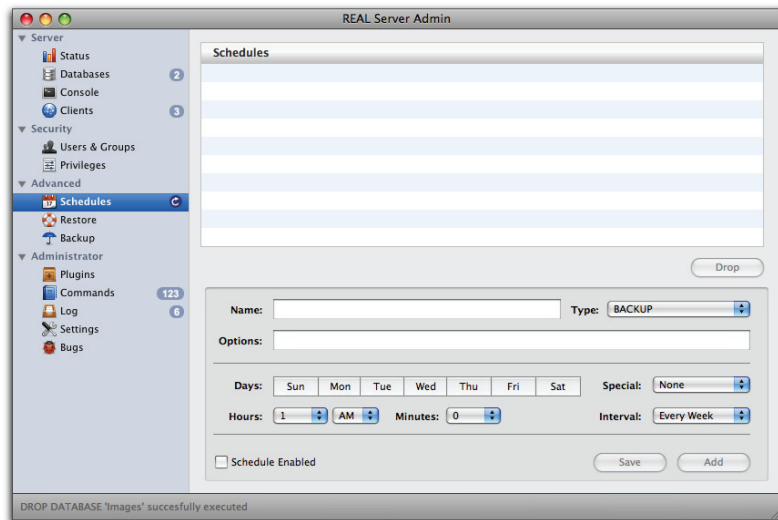 REAL Server Admin
Server
Status
Databases 2
Console
Clients 3
Security
Users & Groups
Privileges
Advanced
17 Schedules
Restore
Backup
Administrator
Plugins
Commands 123
Log 6
Settings
Bugs
Schedules
Drop
Name: Type: BACKUP
Options:
Days: Sun Mon Tue Wed Thu Fri Sat Special: None
Hours: 1 AM Minutes: 0 Interval: Every Week
Schedule Enabled Save Add
DROP DATABASE 'Images' succesfully executed